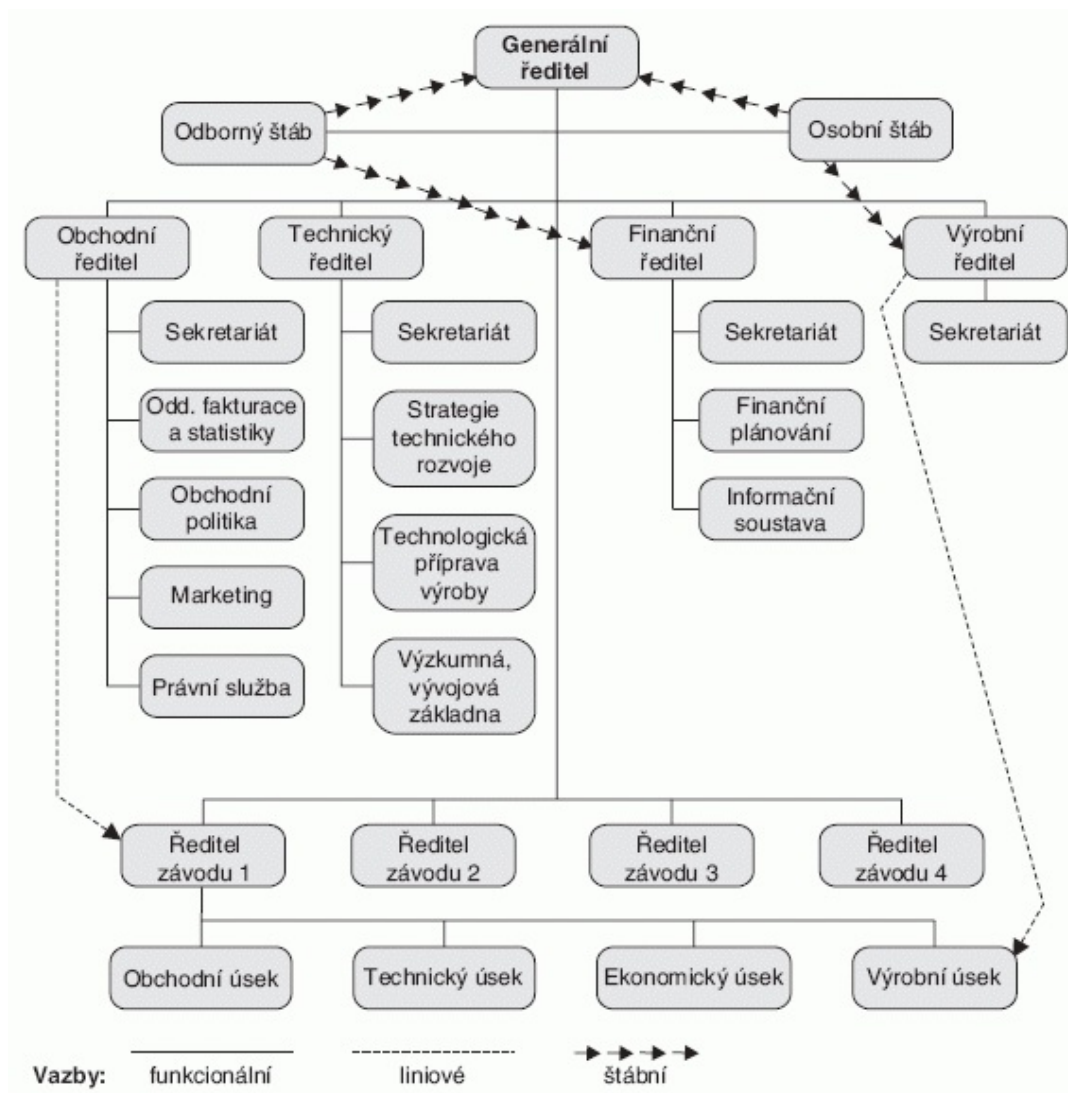 Generální
ředitel
Odborný štáb
Osobní štáb
Obchodní
ředitel
Technický
ředitel
Finanční
ředitel
Výrobní
ředitel
Sekretariát
Sekretariát
Sekretariát
Sekretariát
Odd. fakturace
a statistiky
Strategie
technického
rozvoje
Finanční
plánování
Obchodní
politika
Technologická
příprava
výroby
Informační
soustava
Marketing
Výzkumná,
vývojová
základna
Právní služba
Ředitel
závodu 1
Ředitel
závodu 2
Ředitel
závodu 3
Ředitel
závodu 4
Obchodní úsek
Technický úsek
Ekonomický úsek
Výrobní úsek
Vazby: funkcionální liniové štábní